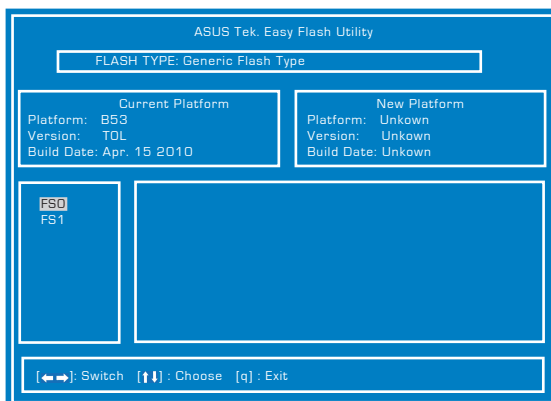 ASUS Tek. Easy Flash Utility
FLASH TYPE: Generic Flash Type
Current Platform
Platform: B53
Version: TOL
Build Date: Apr. 15 2010
New Platform
Platform: Unkown
Version: Unkown
Build Date: Unkown
FS0
FS1
[←→]: Switch [↑↓] : Choose [q] : Exit